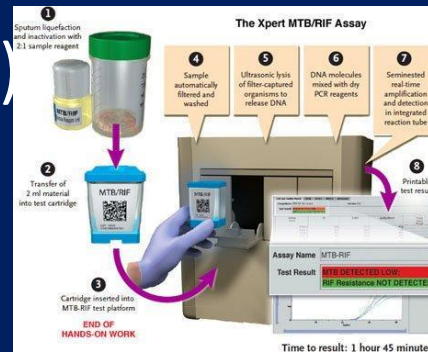 )
The Xpert MTB/RIF Assay
1
Sputum liquefaction
and inactivation with
2:1 sample reagent
2
Transfer of
2 ml material
into test cartridge
MTB/RIF
3
Cartridge inserted into
MTB-RIF test platform
END OF
HANDS-ON WORK
4
Sample
automatically
filtered and
washed
5
Ultrasonic lysis
of filter-captured
organisms to
release DNA
6
DNA molecules
mixed with dry
PCR reagents
7
Seminested
real-time
amplification
and detection
in integrated
reaction tube
8
Printable
test resu
Assay Name MTB-RIF
Test Result MTB DETECTED LOW;
RIF Resistance NOT DETECTE
Time to result: 1 hour 45 minute